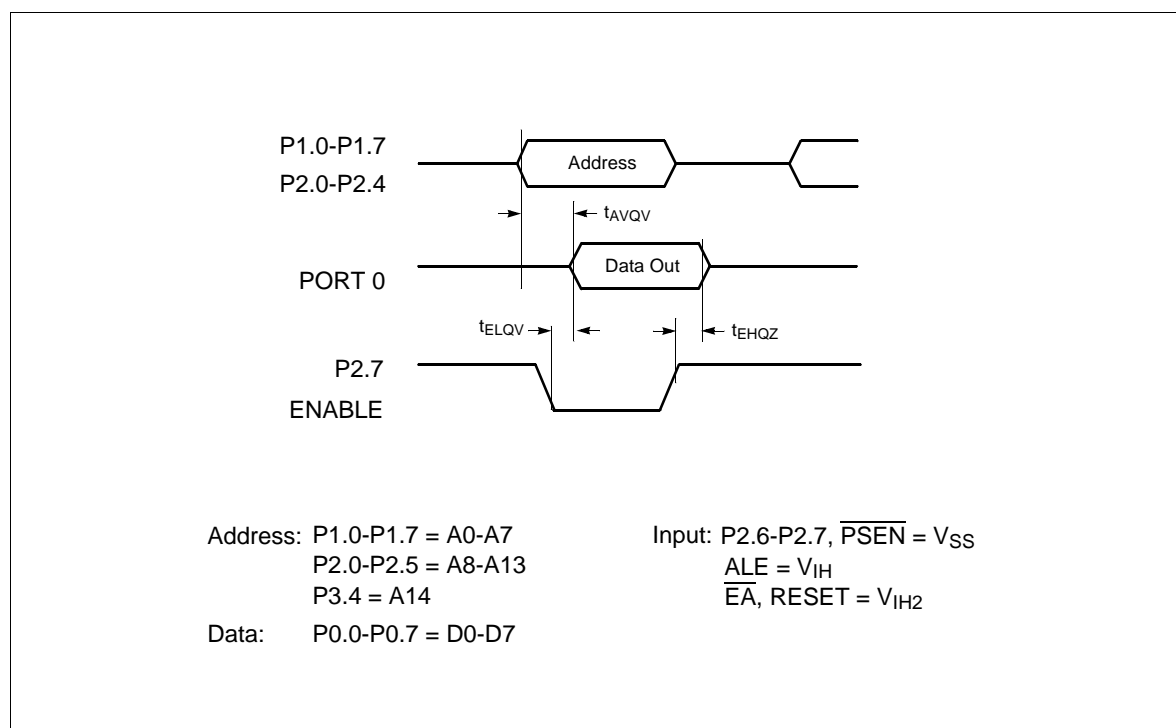 P1.0-P1.7
P2.0-P2.4
Address
tAVQV
PORT 0
Data Out
tELQV
tEHQZ
P2.7
ENABLE
Address: P1.0-P1.7 = A0-A7
P2.0-P2.5 = A8-A13
P3.4 = A14
Data: P0.0-P0.7 = D0-D7
Input: P2.6-P2.7, P̅S̅E̅N̅ = VSS
ALE = VIH
E̅A̅, RESET = VIH2